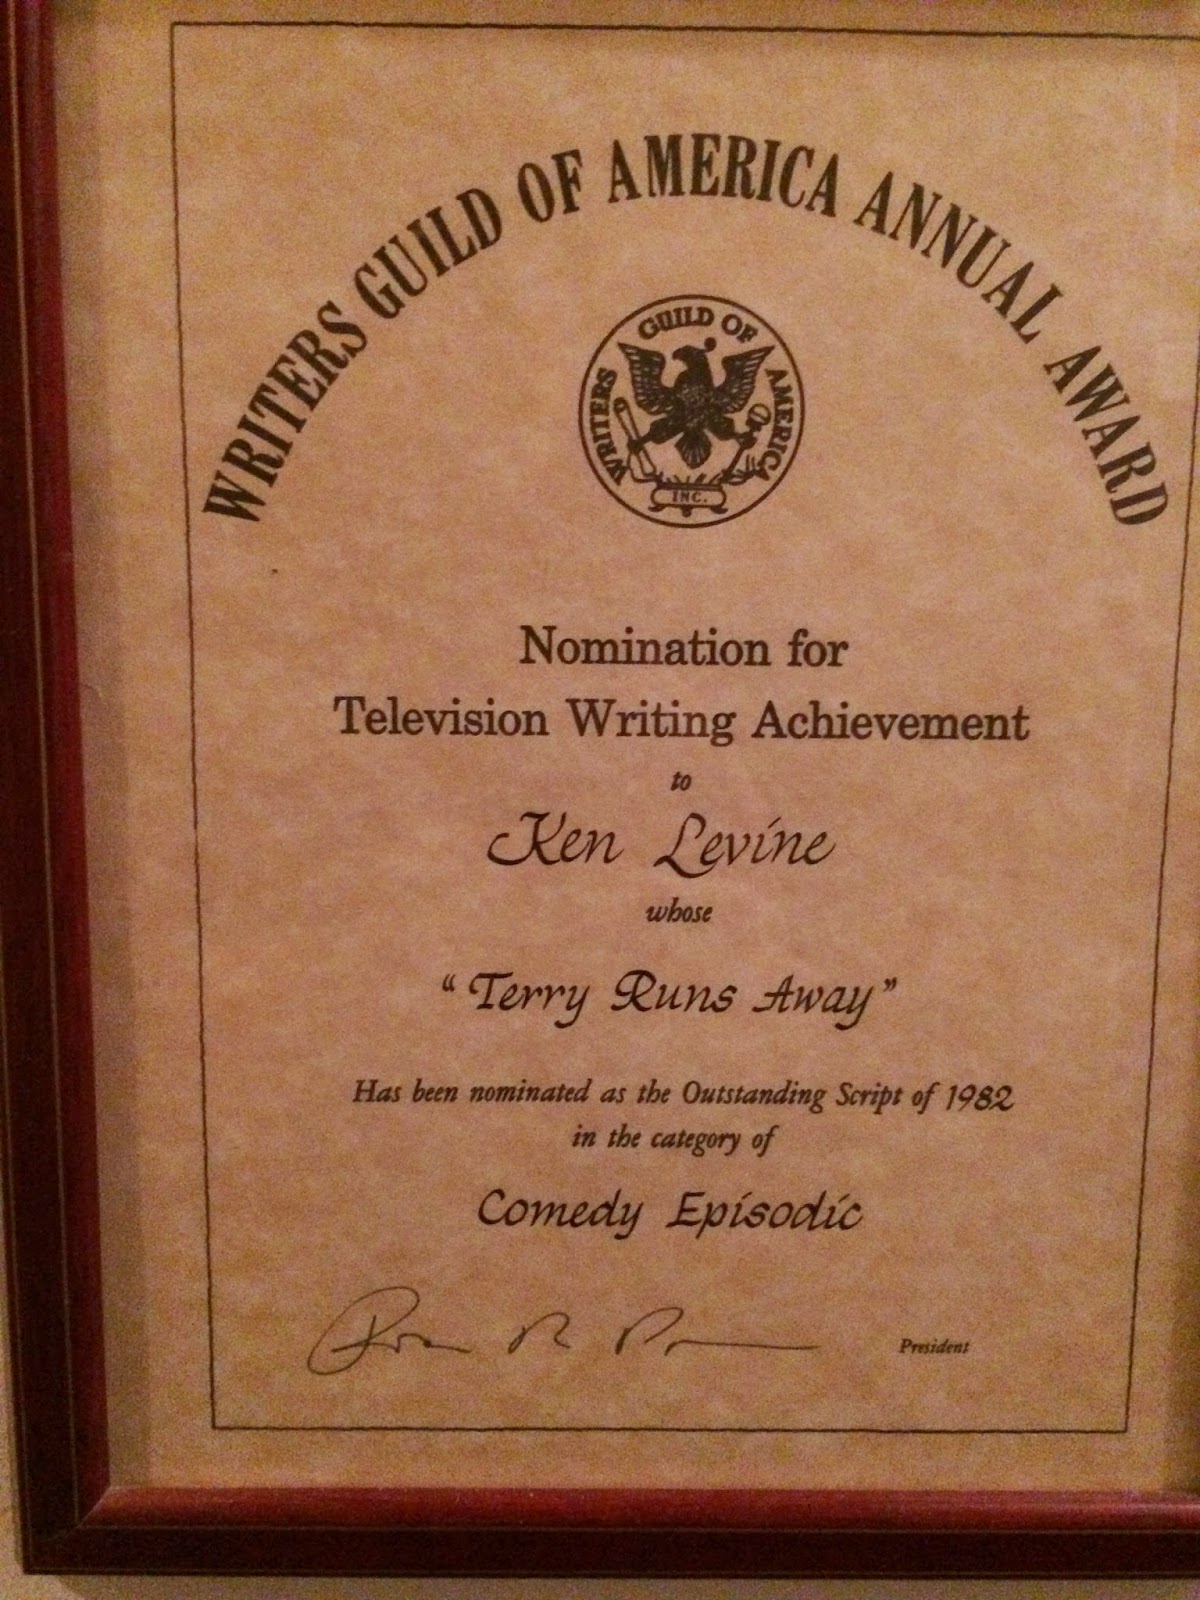 WRITERS GUILD OF AMERICA ANNUAL AWARD
WRITERS GUILD OF AMERICA
INC.
Nomination for
Television Writing Achievement
to
Ken Levine
whose
“Terry Runs Away”
Has been nominated as the Outstanding Script of 1982
in the category of
Comedy Episodic
President